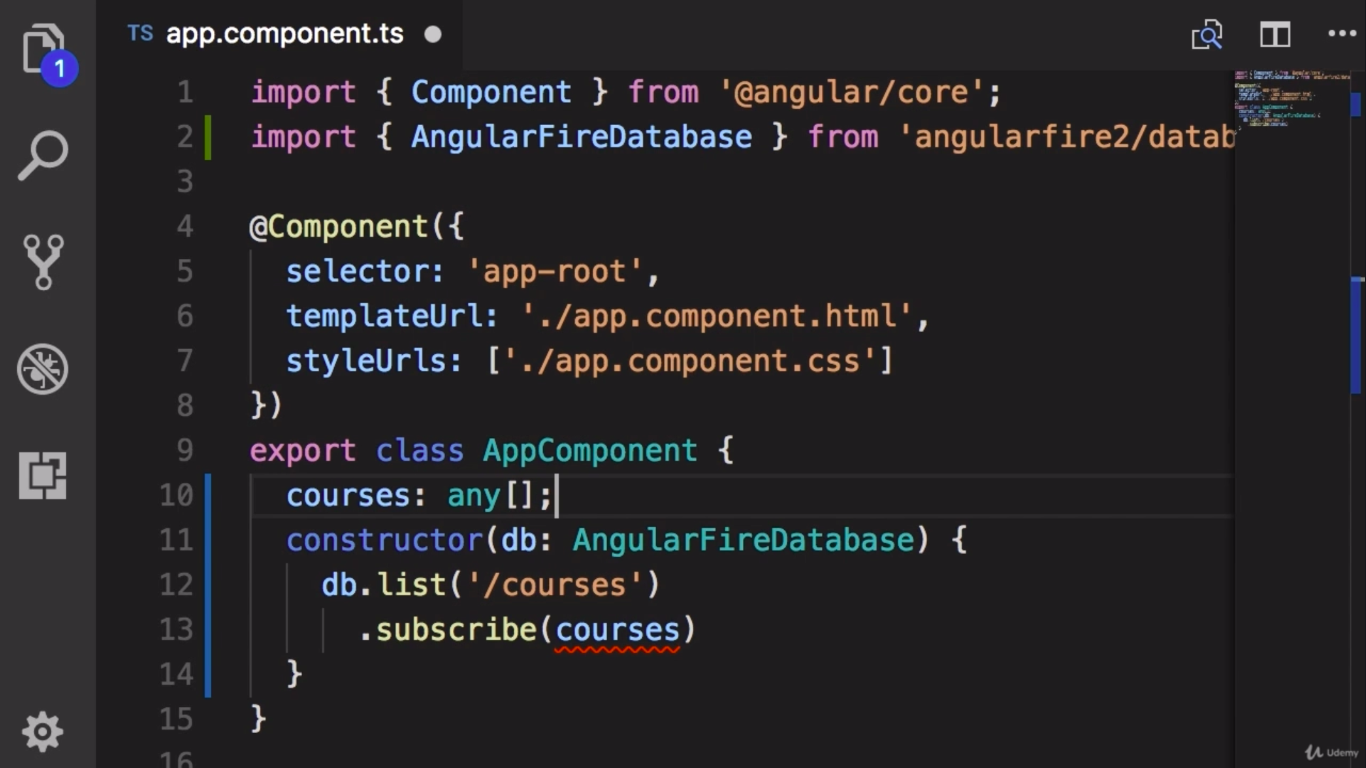 TS app.component.ts
1
1 import { Component } from '@angular/core';
2 import { AngularFireDatabase } from 'angularfire2/datab
3
4 @Component({
5 selector: 'app-root',
6 templateUrl: './app.component.html',
7 styleUrls: ['./app.component.css']
8 })
9 export class AppComponent {
10 courses: any[];
11 constructor(db: AngularFireDatabase) {
12 db.list('/courses')
13 .subscribe(courses)
14 }
15 }
16
Udemy